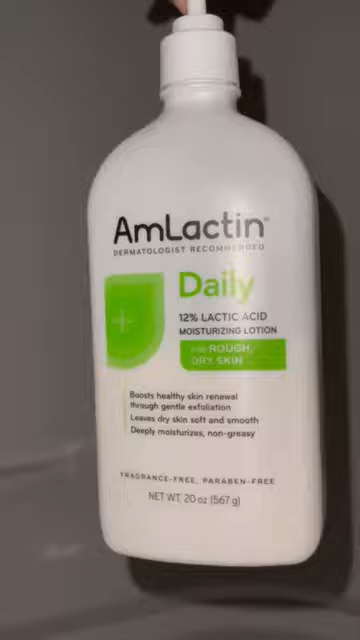 AmLactin®
DERMATOLOGIST RECOMMENDED
Daily
12% LACTIC ACID
MOISTURIZING LOTION
FOR ROUGH,
DRY SKIN
Boosts healthy skin renewal
through gentle exfoliation
Leaves dry skin soft and smooth
Deeply moisturizes, non-greasy
FRAGRANCE-FREE, PARABEN-FREE
NET WT. 20 oz (567 g)